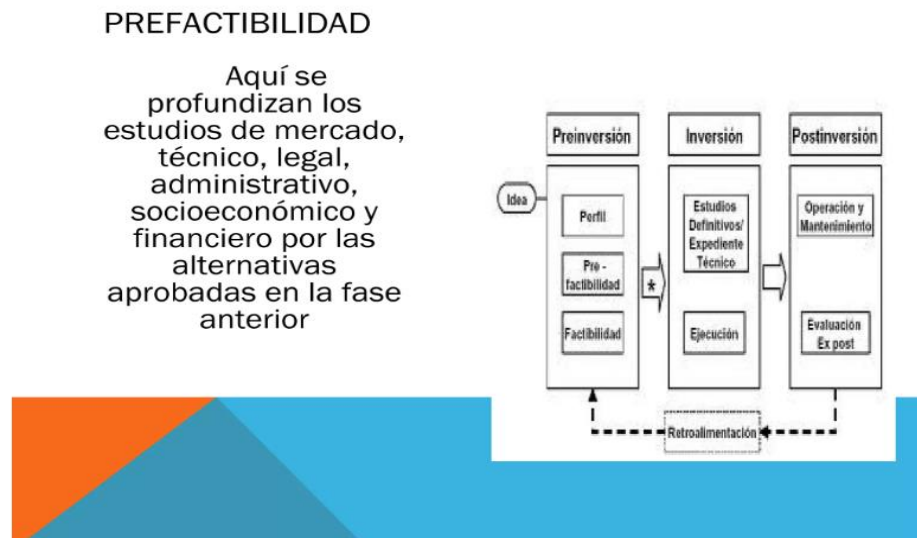 PREFACTIBILIDAD
Aquí se
profundizan los
estudios de mercado,
técnico, legal,
administrativo,
socioeconómico y
financiero por las
alternativas
aprobadas en la fase
anterior
Preinversión
Inversión
Postinversión
Idea
Perfil
Pre -
factibilidad
Factibilidad
*
Estudios
Definitivos/
Expediente
Técnico
Ejecución
Operación y
Mantenimiento
Evaluación
Ex post
Retroalimentación